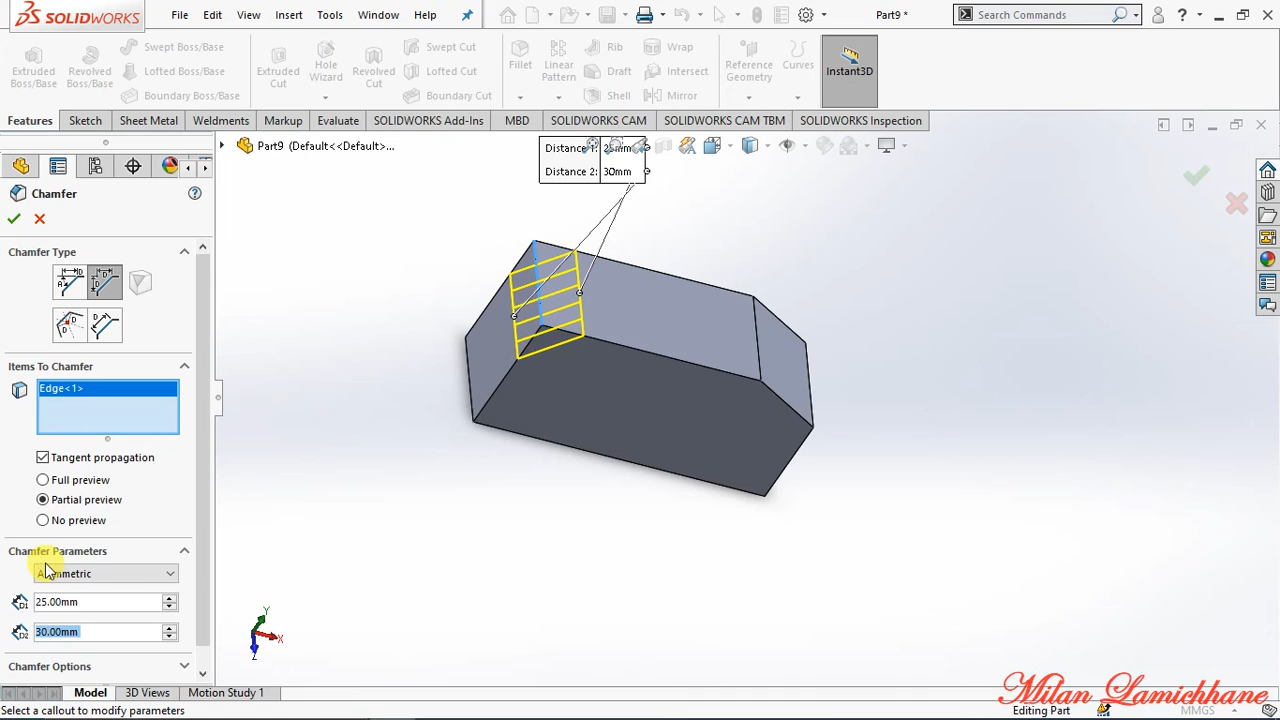 SOLIDWORKS
File Edit View Insert Tools Window Help
Part9 *
Search Commands
Extruded Boss/Base
Revolved Boss/Base
Swept Boss/Base
Lofted Boss/Base
Boundary Boss/Base
Extruded Cut
Hole Wizard
Revolved Cut
Swept Cut
Lofted Cut
Boundary Cut
Fillet
Linear Pattern
Rib
Draft
Shell
Wrap
Intersect
Mirror
Reference Geometry
Curves
Instant3D
Features Sketch Sheet Metal Weldments Markup Evaluate SOLIDWORKS Add-Ins MBD SOLIDWORKS CAM SOLIDWORKS CAM TBM SOLIDWORKS Inspection
Part9 (Default<<Default>...
Distance 1:
Distance 2: 30mm
Chamfer
Chamfer Type
Items To Chamfer
Edge<1>
Tangent propagation
Full preview
Partial preview
No preview
Chamfer Parameters
25.00mm
30.00mm
Chamfer Options
Y
X
Z
Model 3D Views Motion Study 1
Select a callout to modify parameters
Editing Part
MMGS
Milan Lamichhane